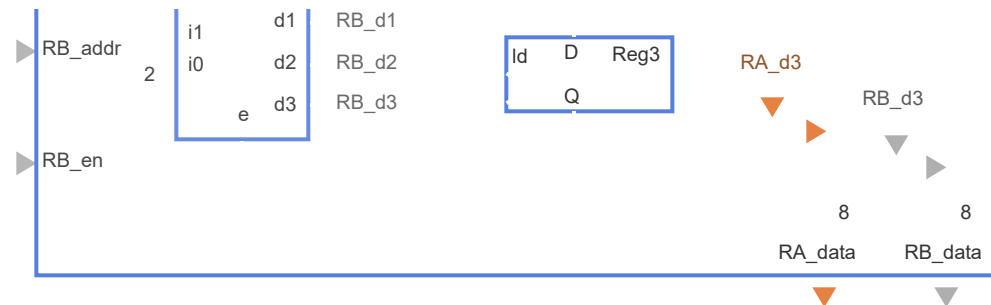 d1 RB_d1
i1
RB_addr
ld D Reg3
i0 d2 RB_d2
RA_d3
2
d3 RB_d3
Q
RB_d3
e
RB_en
8 8
RA_data RB_data